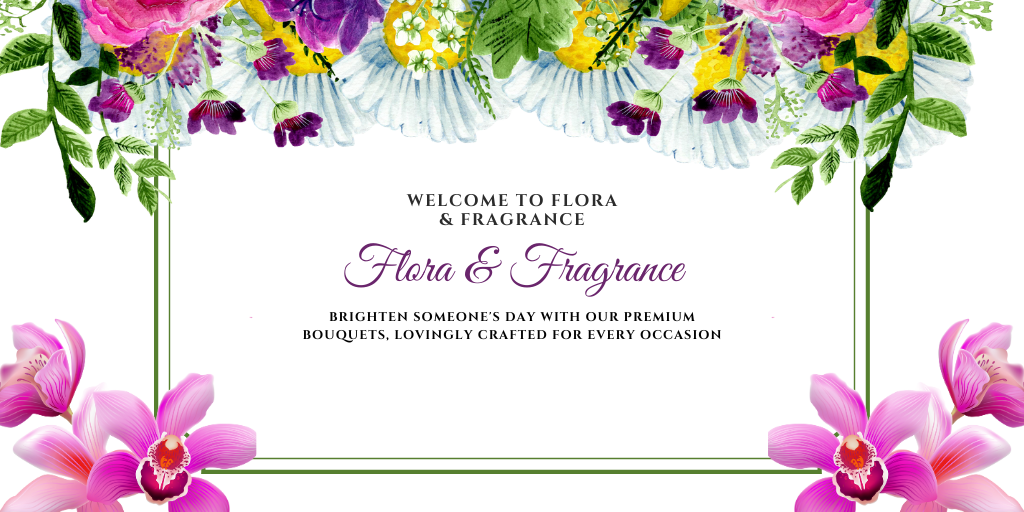 WELCOME TO FLORA
& FRAGRANCE
Flora & Fragrance
BRIGHTEN SOMEONE'S DAY WITH OUR PREMIUM
BOUQUETS, LOVINGLY CRAFTED FOR EVERY OCCASION